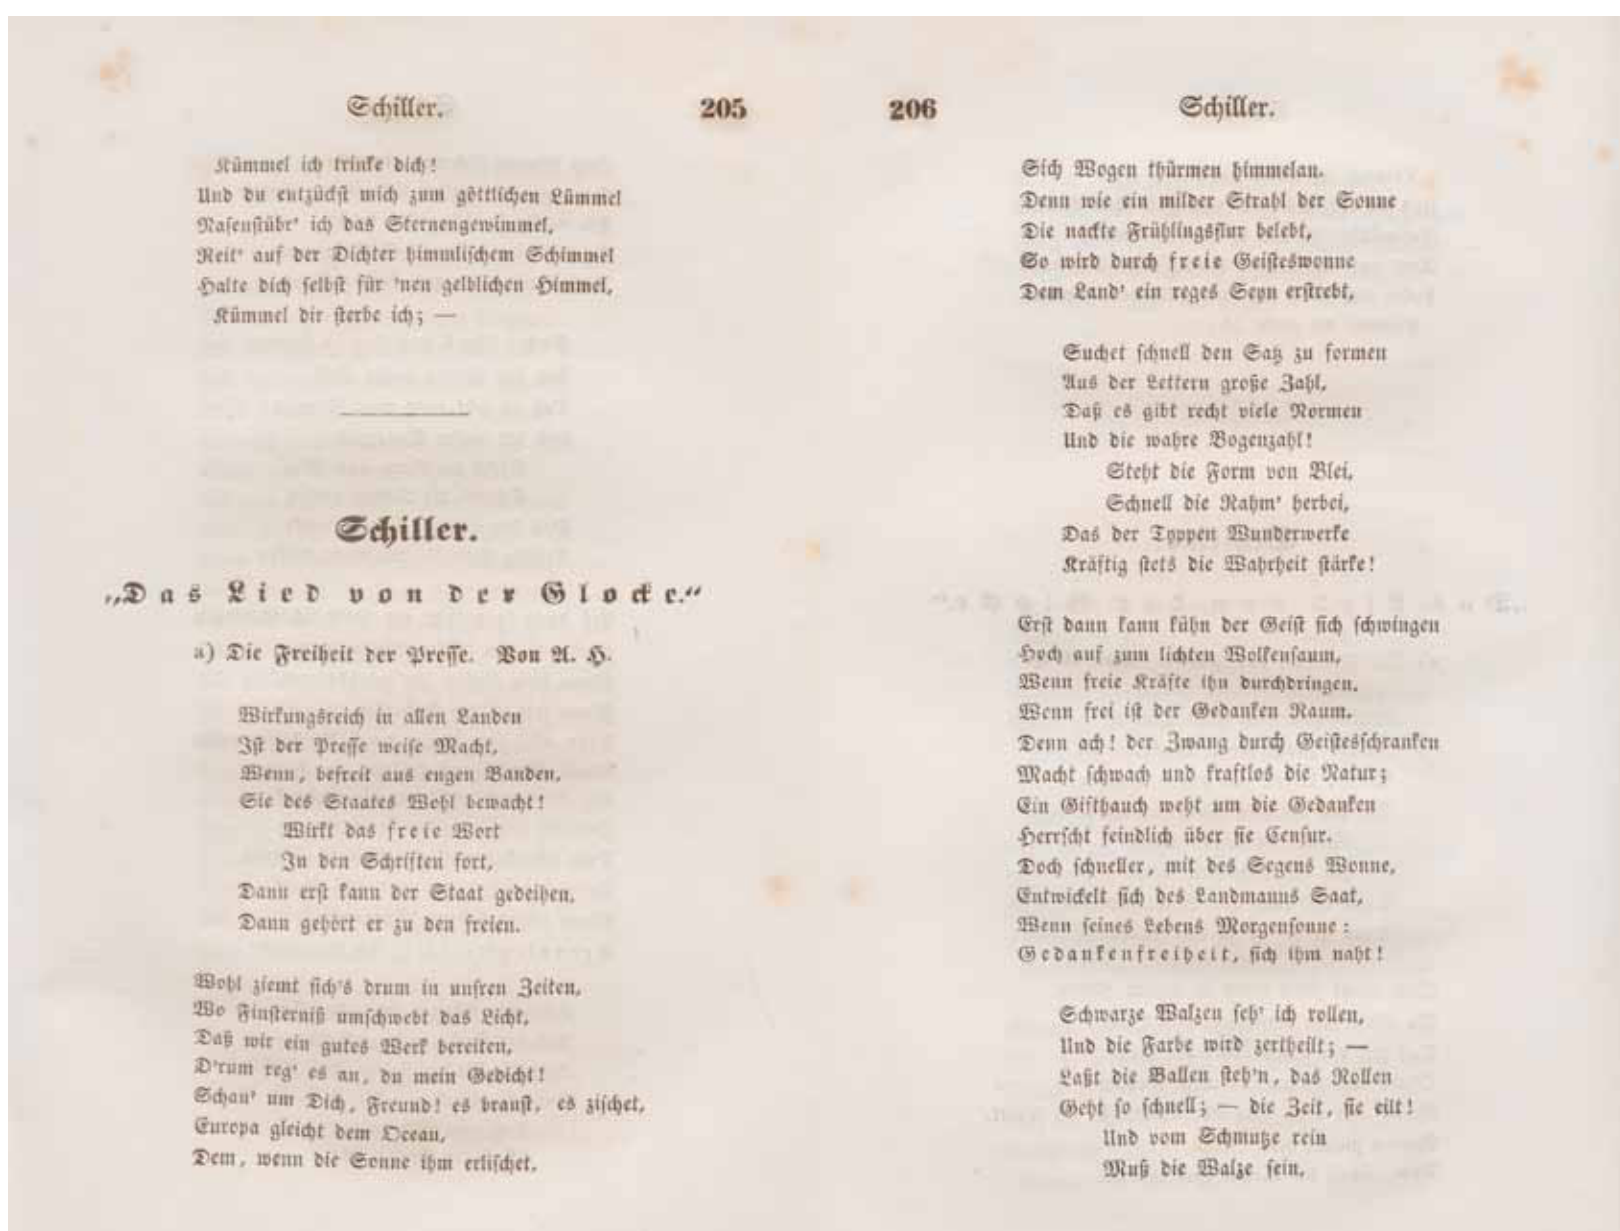 Schiller. 205
Kümmel ich trinke dich!
Und du entzückst mich zum göttlichen Lümmel
Nasenstübr' ich das Sternengewimmel,
Reit' auf der Dichter himmlischem Schimmel
Halte dich selbst für 'nen gelblichen Himmel,
Kümmel dir sterbe ich; —
Schiller.
„Das Lied von der Glocke.“
a) Die Freiheit der Presse. Von A. H.
Wirkungsreich in allen Landen
Ist der Presse weise Macht,
Wenn, befreit aus engen Banden,
Sie des Staates Wohl bewacht!
Wirkt das freie Wort
In den Schriften fort,
Dann erst kann der Staat gedeihen,
Dann gehört er zu den freien.
Wohl ziemt sich's drum in unsren Zeiten,
Wo Finsterniß umschwebt das Licht,
Daß wir ein gutes Werk bereiten,
D'rum reg' es an, du mein Gedicht!
Schau' um Dich, Freund! es braust, es zischet,
Europa gleicht dem Ocean,
Dem, wenn die Sonne ihm erlischet,
206 Schiller.
Sich Wogen thürmen himmelan.
Denn wie ein milder Strahl der Sonne
Die nackte Frühlingsflur belebt,
So wird durch freie Geisteswonne
Dem Land' ein reges Seyn erstrebt,
Suchet schnell den Satz zu formen
Aus der Lettern große Zahl,
Daß es gibt recht viele Normen
Und die wahre Bogenzahl!
Steht die Form von Blei,
Schnell die Rahm' herbei,
Das der Typpen Wunderwerke
Kräftig stets die Wahrheit stärke!
Erst dann kann kühn der Geist sich schwingen
Hoch auf zum lichten Wolkensaum,
Wenn freie Kräfte ihn durchdringen,
Wenn frei ist der Gedanken Raum.
Denn ach! der Zwang durch Geistesschranken
Macht schwach und kraftlos die Natur;
Ein Gifthauch weht um die Gedanken
Herrscht feindlich über sie Censur.
Doch schneller, mit des Segens Wonne,
Entwickelt sich des Landmanns Saat,
Wenn seines Lebens Morgensonne:
Gedankenfreiheit, sich ihm naht!
Schwarze Walzen seh' ich rollen,
Und die Farbe wird zertheilt; —
Laßt die Ballen steh'n, das Rollen
Geht so schnell; — die Zeit, sie eilt!
Und vom Schmutze rein
Muß die Walze sein,